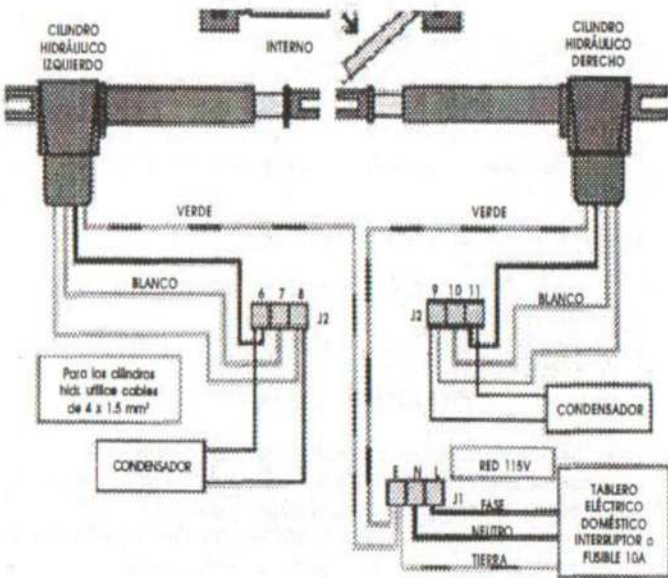 CILINDRO
HIDRÁULICO
IZQUIERDO
INTERNO
CILINDRO
HIDRÁULICO
DERECHO
VERDE
VERDE
BLANCO
6 7 8
J2
9 10 11
J2
BLANCO
Para los cilindros
hids. utilice cables
de 4 x 1.5 mm²
CONDENSADOR
CONDENSADOR
RED 115V
E N L
J1
FASE
NEUTRO
TIERRA
TABLERO
ELÉCTRICO
DOMÉSTICO
INTERRUPTOR o
FUSIBLE 10A